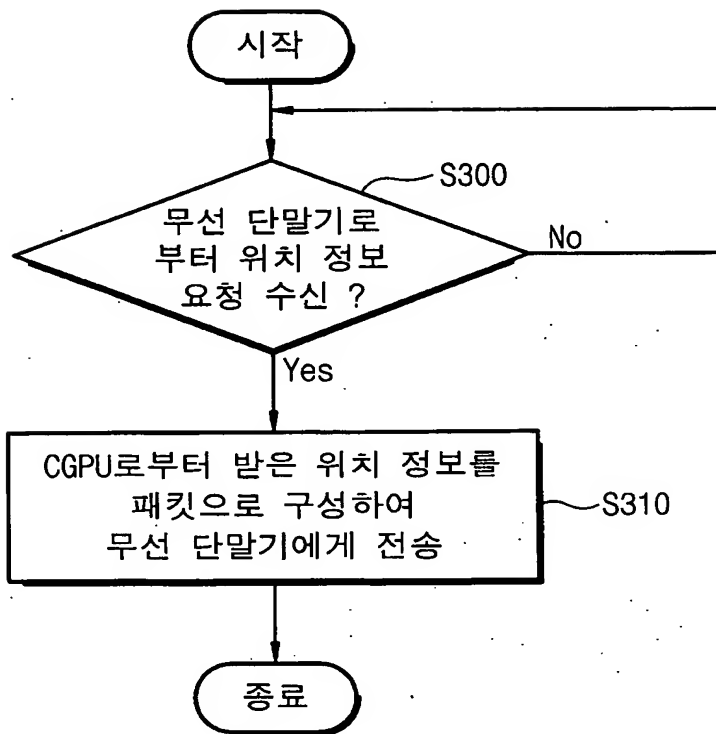 시작
S300
무선 단말기로
부터 위치 정보
요청 수신 ?
No
Yes
CGPU로부터 받은 위치 정보를
패킷으로 구성하여
무선 단말기에게 전송
S310
종료